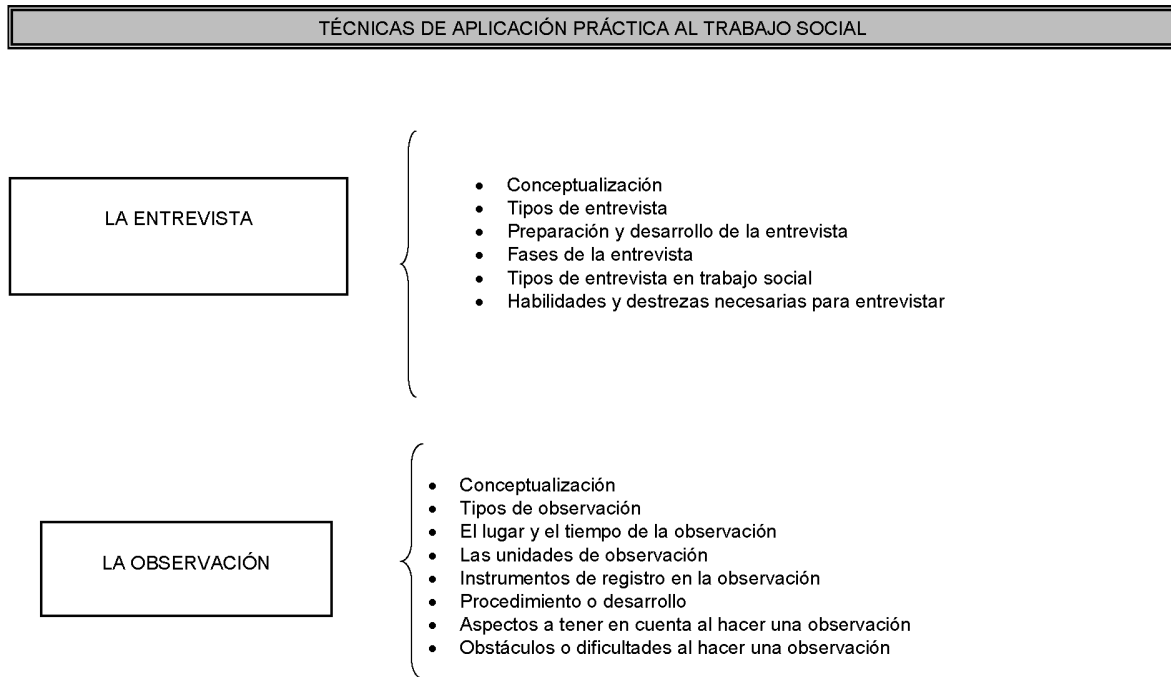 TÉCNICAS DE APLICACIÓN PRÁCTICA AL TRABAJO SOCIAL
LA ENTREVISTA
• Conceptualización
• Tipos de entrevista
• Preparación y desarrollo de la entrevista
• Fases de la entrevista
• Tipos de entrevista en trabajo social
• Habilidades y destrezas necesarias para entrevistar
LA OBSERVACIÓN
• Conceptualización
• Tipos de observación
• El lugar y el tiempo de la observación
• Las unidades de observación
• Instrumentos de registro en la observación
• Procedimiento o desarrollo
• Aspectos a tener en cuenta al hacer una observación
• Obstáculos o dificultades al hacer una observación